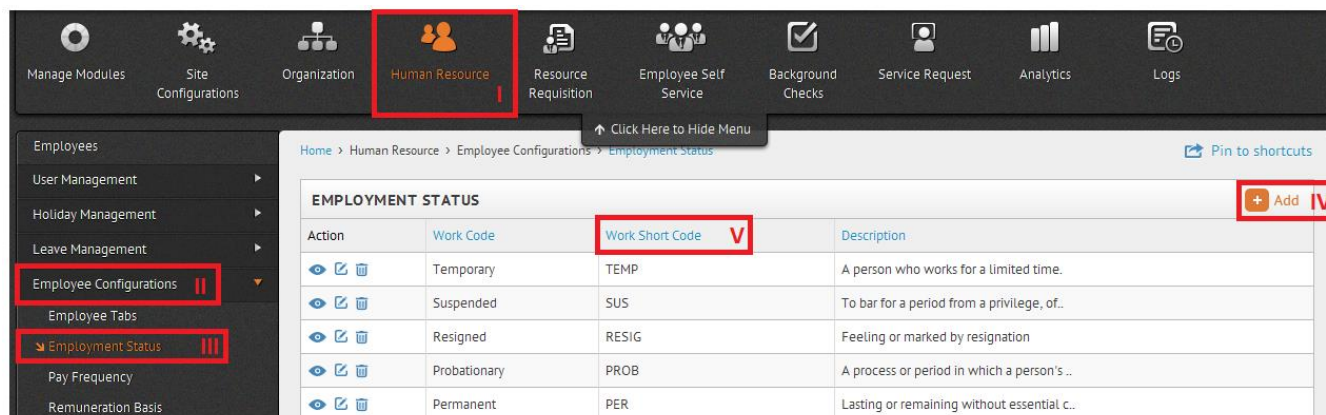 Manage Modules
Site
Configurations
Organization
Human Resource
I
Resource
Requisition
Employee Self
Service
Background
Checks
Service Request
Analytics
Logs
Click Here to Hide Menu
Employees
User Management
Holiday Management
Leave Management
Employee Configurations II
Employee Tabs
Employment Status III
Pay Frequency
Remuneration Basis
Home > Human Resource > Employee Configurations > Employment Status
Pin to shortcuts
EMPLOYMENT STATUS
Add IV
Action Work Code Work Short Code V Description
Temporary TEMP A person who works for a limited time.
Suspended SUS To bar for a period from a privilege, of..
Resigned RESIG Feeling or marked by resignation
Probationary PROB A process or period in which a person's ..
Permanent PER Lasting or remaining without essential c..